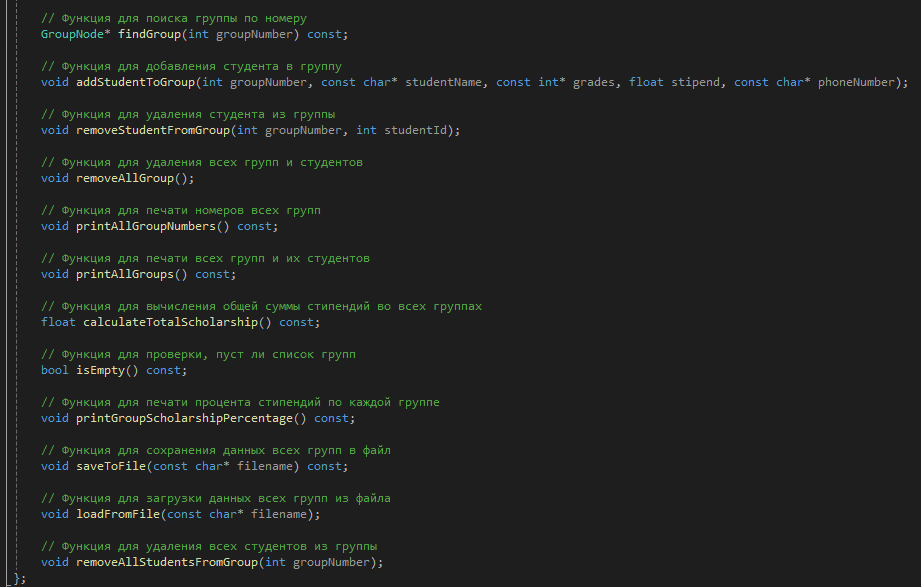 // Функция для поиска группы по номеру
GroupNode* findGroup(int groupNumber) const;
// Функция для добавления студента в группу
void addStudentToGroup(int groupNumber, const char* studentName, const int* grades, float stipend, const char* phoneNumber);
// Функция для удаления студента из группы
void removeStudentFromGroup(int groupNumber, int studentId);
// Функция для удаления всех групп и студентов
void removeAllGroup();
// Функция для печати номеров всех групп
void printAllGroupNumbers() const;
// Функция для печати всех групп и их студентов
void printAllGroups() const;
// Функция для вычисления общей суммы стипендий во всех группах
float calculateTotalScholarship() const;
// Функция для проверки, пуст ли список групп
bool isEmpty() const;
// Функция для печати процента стипендий по каждой группе
void printGroupScholarshipPercentage() const;
// Функция для сохранения данных всех групп в файл
void saveToFile(const char* filename) const;
// Функция для загрузки данных всех групп из файла
void loadFromFile(const char* filename);
// Функция для удаления всех студентов из группы
void removeAllStudentsFromGroup(int groupNumber);
};